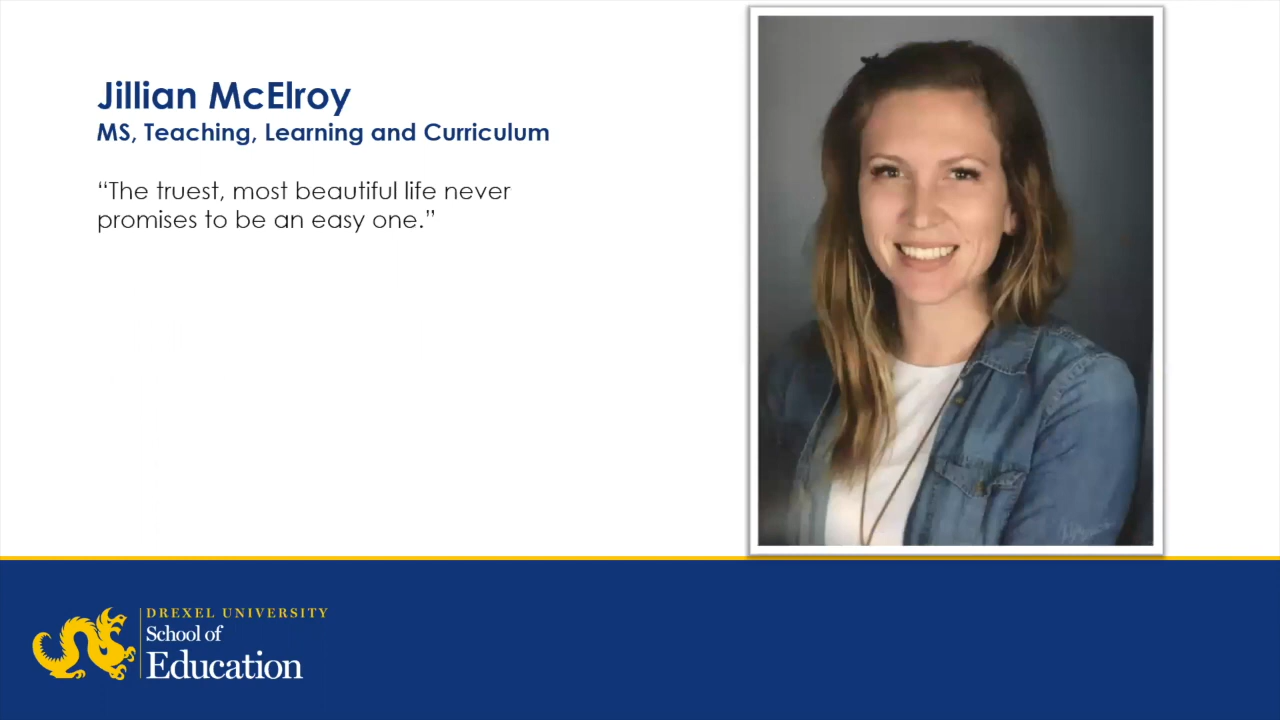 Jillian McElroy
MS, Teaching, Learning and Curriculum
“The truest, most beautiful life never
promises to be an easy one.”
DREXEL UNIVERSITY
School of
Education